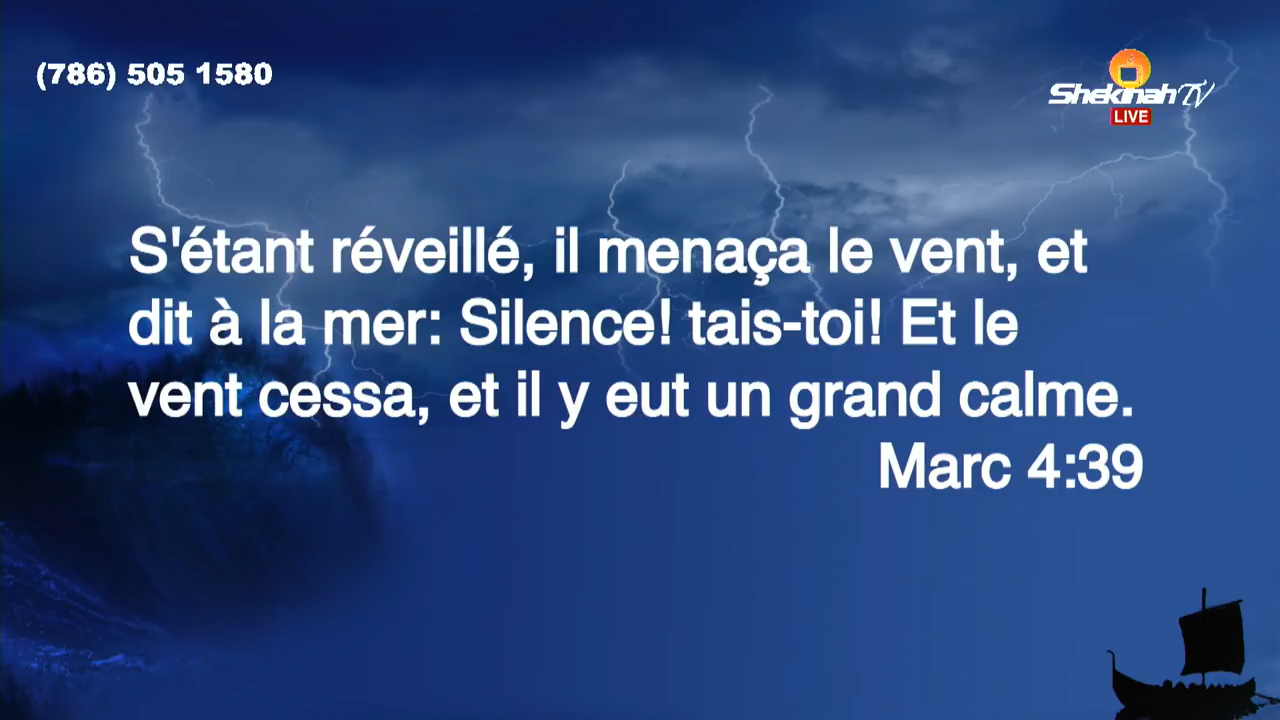 (786) 505 1580
Shekinah TV
LIVE
S'étant réveillé, il menaça le vent, et
dit à la mer: Silence! tais-toi! Et le
vent cessa, et il y eut un grand calme.
Marc 4:39